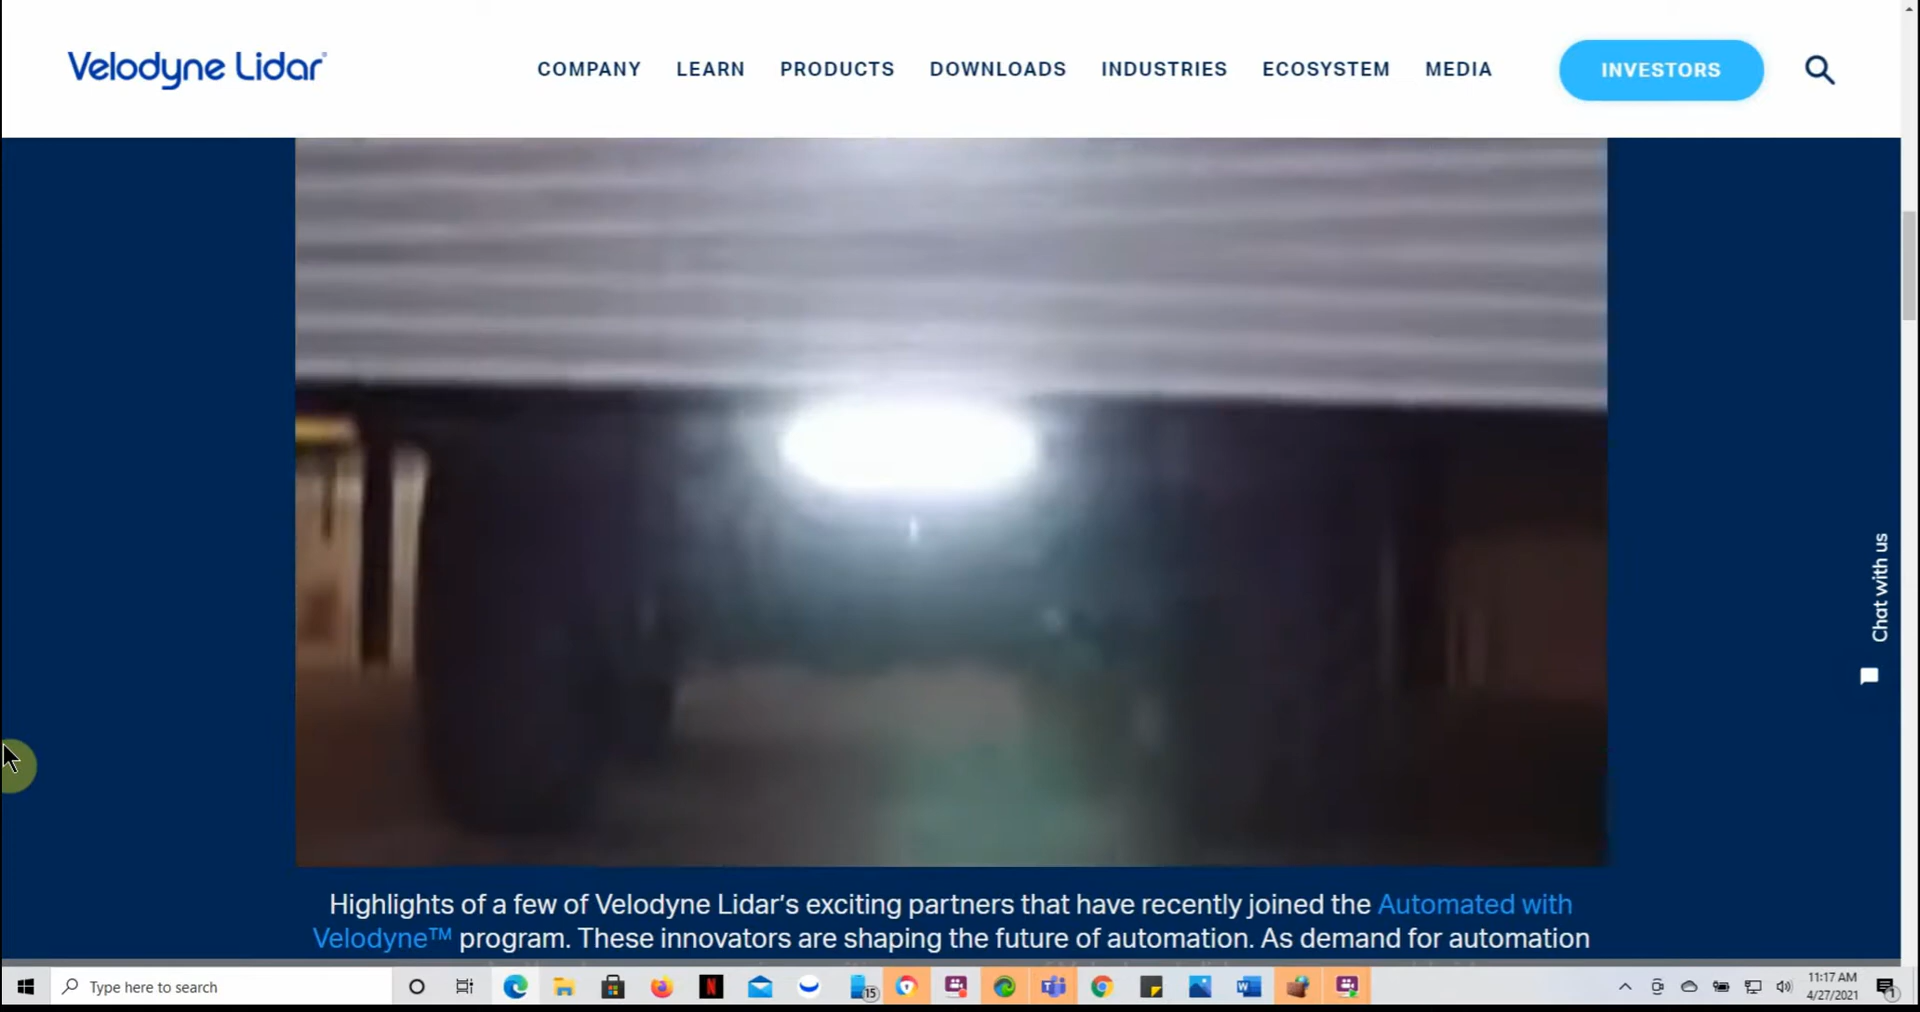 Velodyne Lidar
COMPANY LEARN PRODUCTS DOWNLOADS INDUSTRIES ECOSYSTEM MEDIA INVESTORS
Chat with us
Highlights of a few of Velodyne Lidar's exciting partners that have recently joined the Automated with
Velodyne™ program. These innovators are shaping the future of automation. As demand for automation
Type here to search
15
11:17 AM
4/27/2021
1